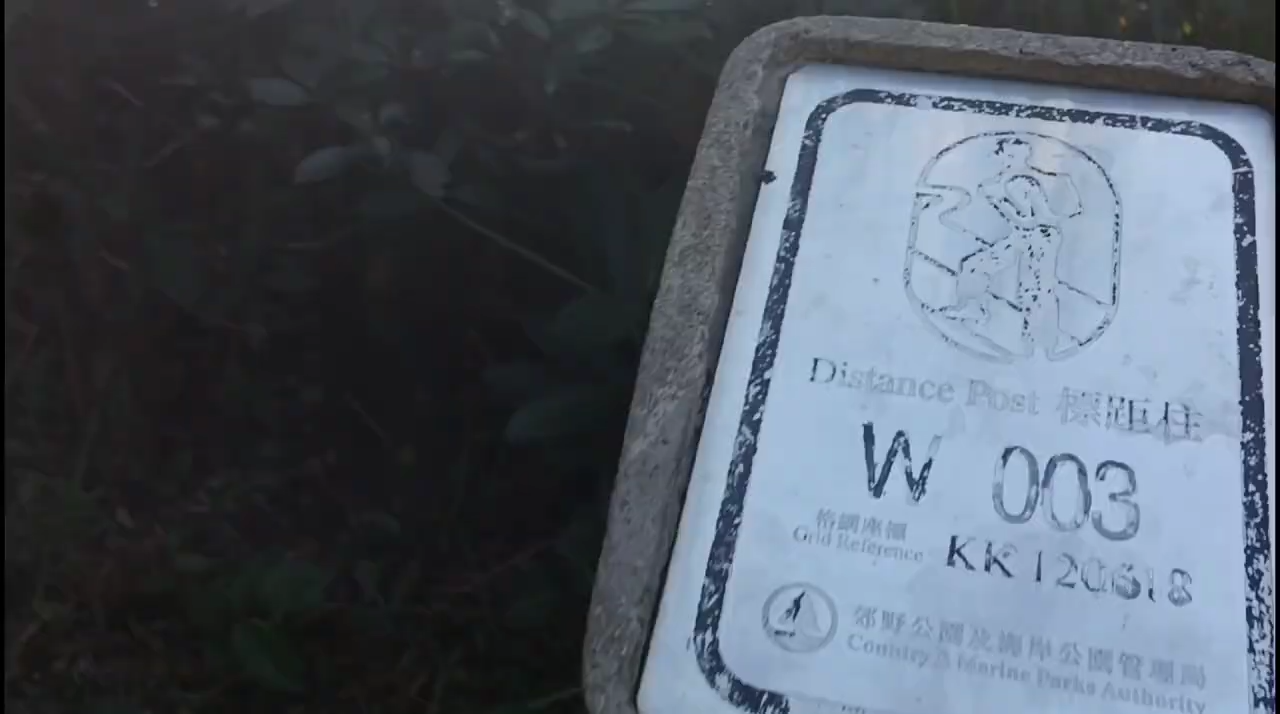 Distance Post 標距柱
W 003
格網座標
Grid Reference KK 120618
郊野公園及海岸公園管理局
Country & Marine Parks Authority